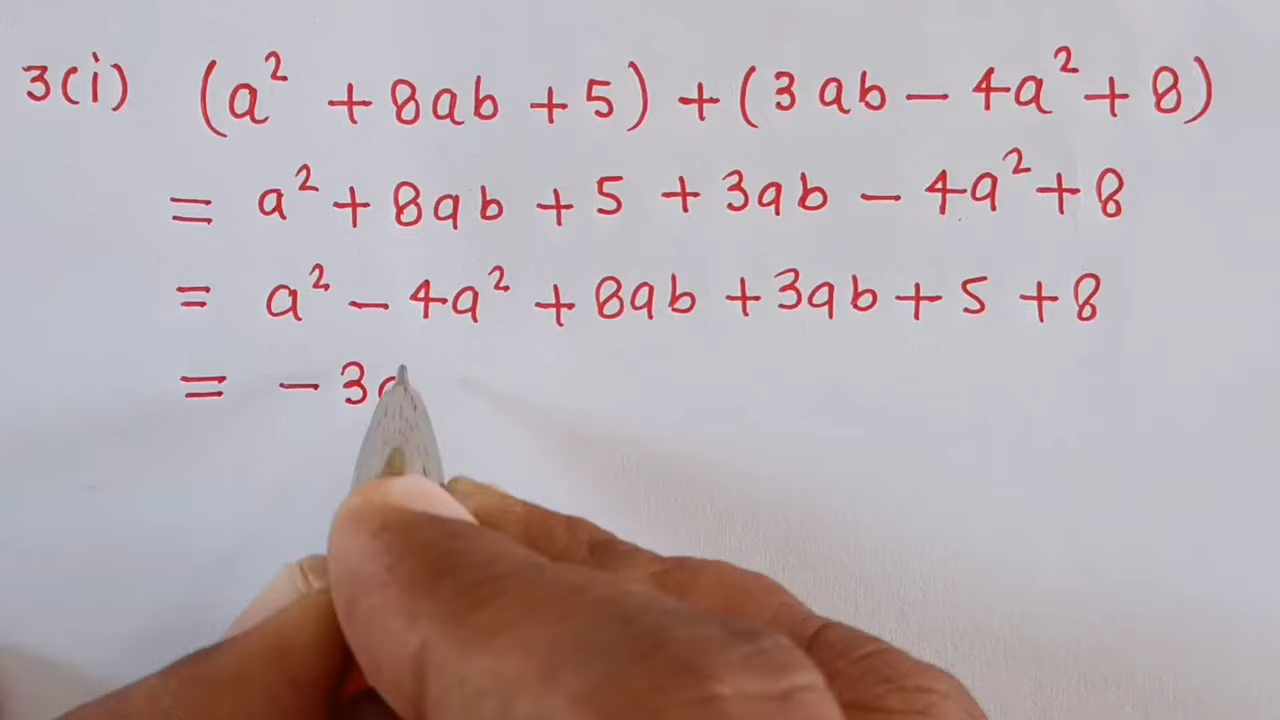 3(i) (a² + 8ab + 5) + (3ab − 4a² + 8)
= a² + 8ab + 5 + 3ab − 4a² + 8
= a² − 4a² + 8ab + 3ab + 5 + 8
= − 3